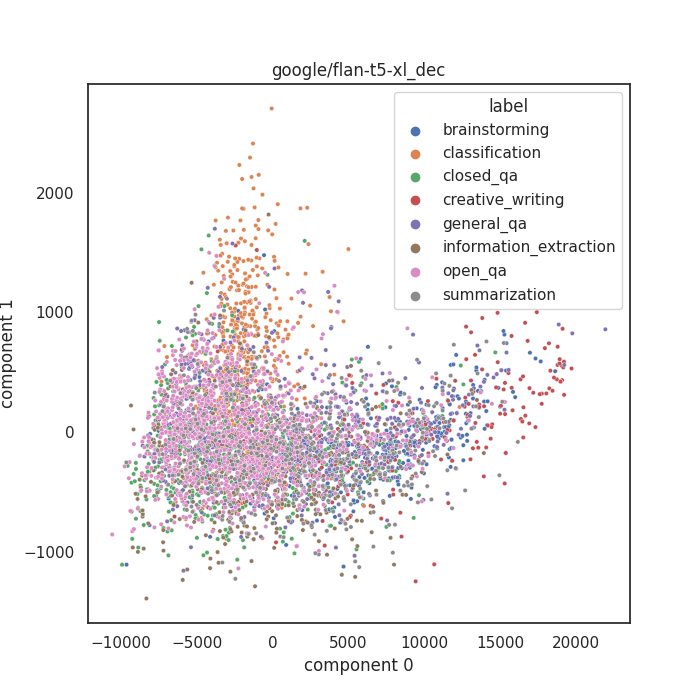 google/flan-t5-xl_dec
label
brainstorming
classification
closed_qa
creative_writing
general_qa
information_extraction
open_qa
summarization
2000
1000
0
−1000
component 1
−10000 −5000 0 5000 10000 15000 20000
component 0